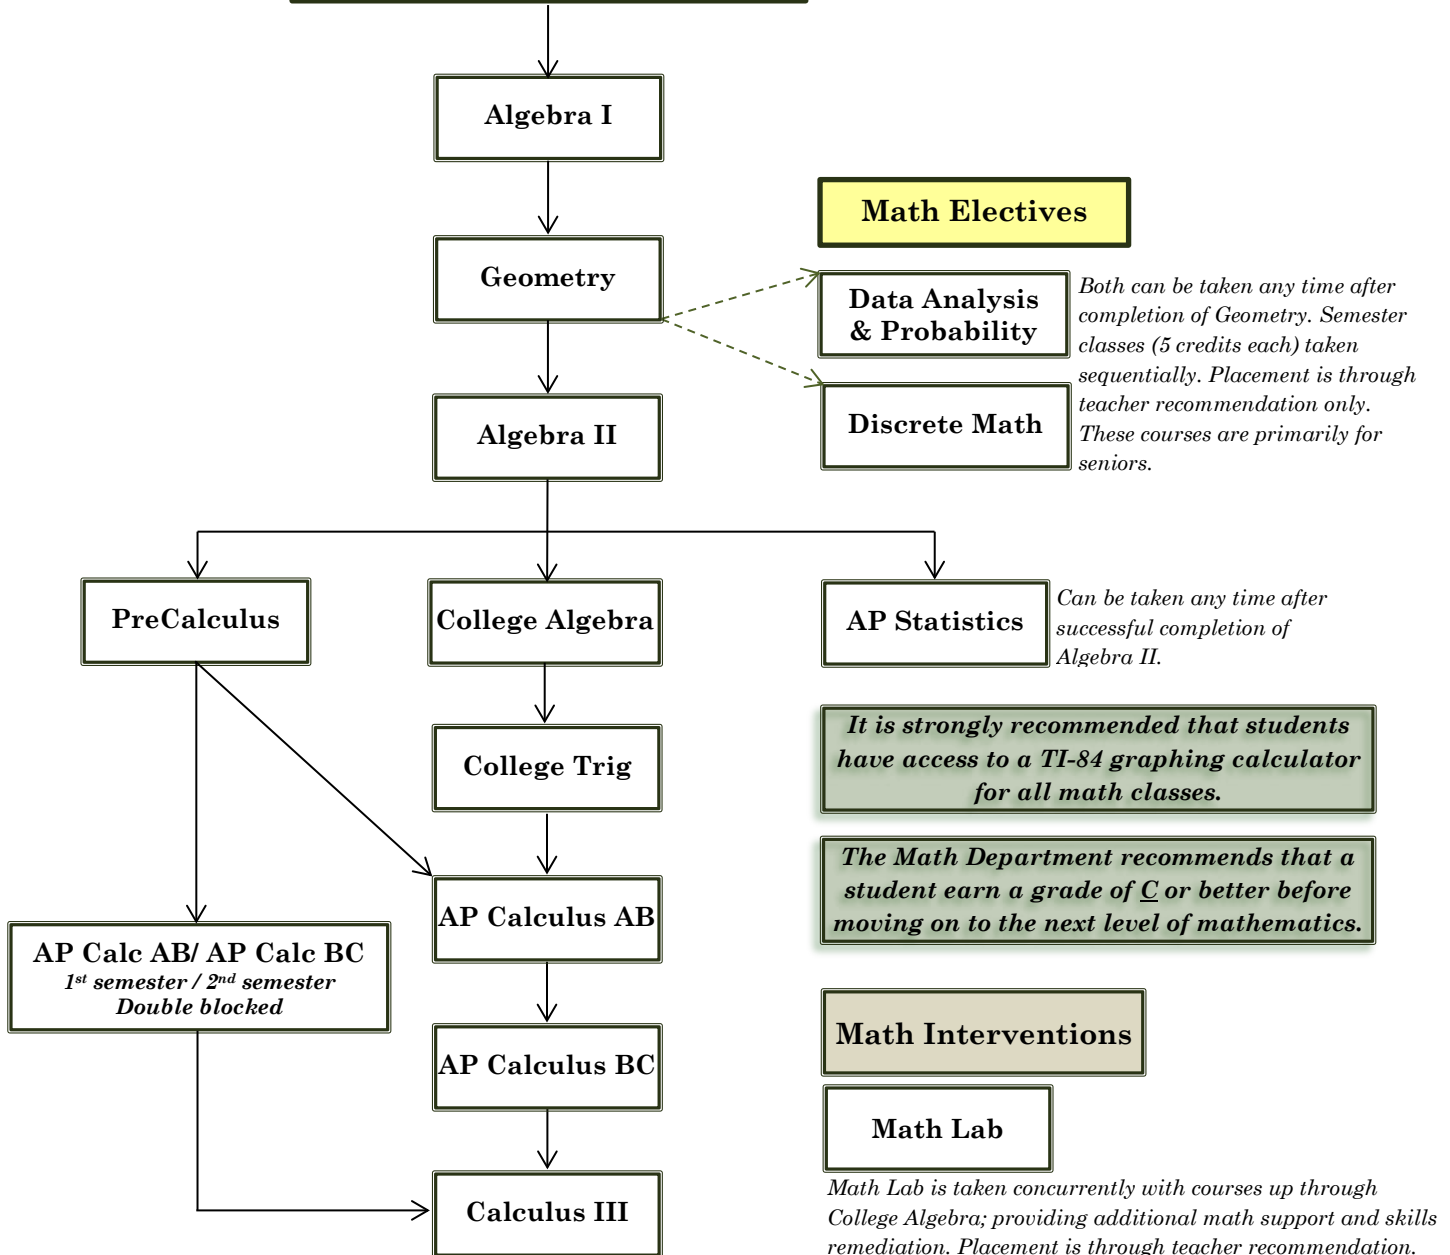 Algebra I
Math Electives
Geometry
Data Analysis
& Probability
Both can be taken any time after
completion of Geometry. Semester
classes (5 credits each) taken
sequentially. Placement is through
teacher recommendation only.
These courses are primarily for
seniors.
Discrete Math
Algebra II
PreCalculus
College Algebra
AP Statistics
Can be taken any time after
successful completion of
Algebra II.
It is strongly recommended that students
have access to a TI-84 graphing calculator
for all math classes.
College Trig
The Math Department recommends that a
student earn a grade of C or better before
moving on to the next level of mathematics.
AP Calculus AB
AP Calc AB/ AP Calc BC
1st semester / 2nd semester
Double blocked
Math Interventions
AP Calculus BC
Math Lab
Math Lab is taken concurrently with courses up through
College Algebra; providing additional math support and skills
remediation. Placement is through teacher recommendation.
Calculus III